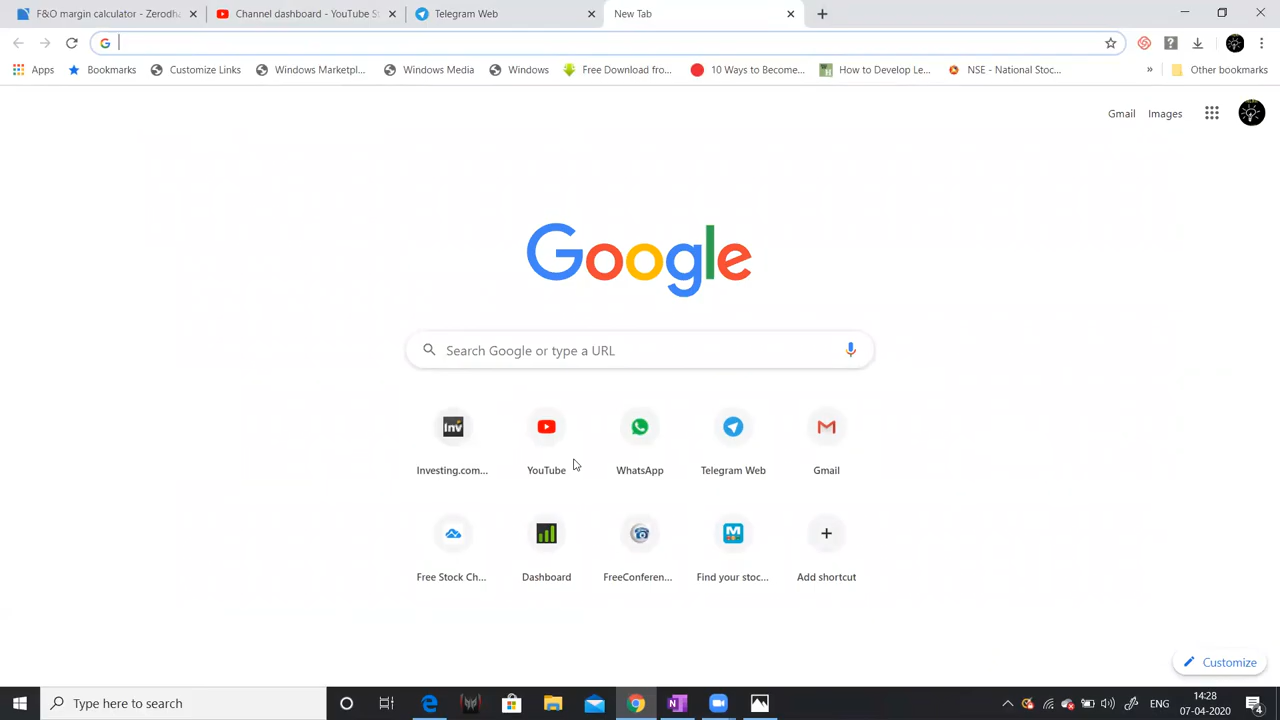 F&O margin calculator - Zerodh
Channel dashboard - YouTube S
Telegram Web
New Tab
Apps
Bookmarks
Customize Links
Windows Marketpl...
Windows Media
Windows
Free Download fro...
10 Ways to Become...
How to Develop Le...
NSE - National Stoc...
»
Other bookmarks
Gmail
Images
Google
Search Google or type a URL
Investing.com...
YouTube
WhatsApp
Telegram Web
Gmail
Free Stock Ch...
Dashboard
FreeConferen...
Find your stoc...
Add shortcut
Customize
Type here to search
ENG
14:28
07-04-2020